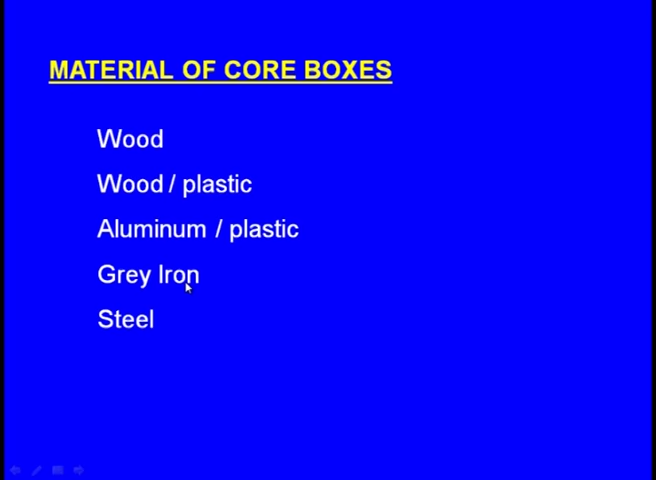 MATERIAL OF CORE BOXES
Wood
Wood / plastic
Aluminum / plastic
Grey Iron
Steel